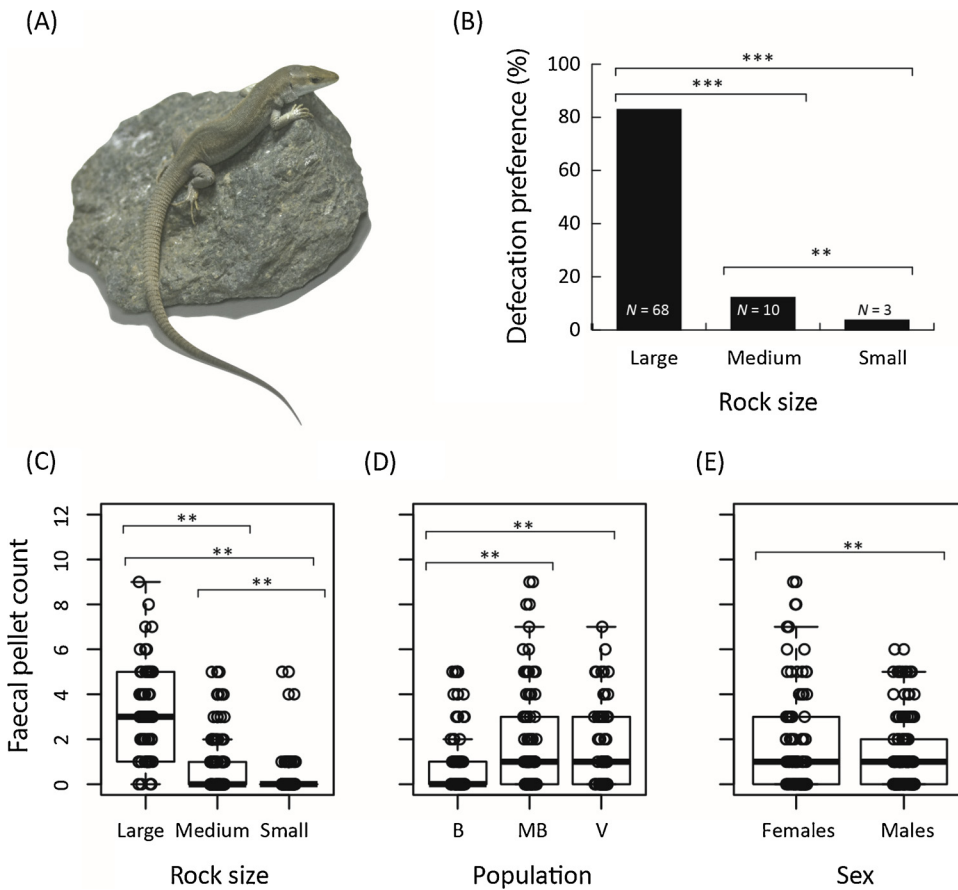 (A)
(B)
Defecation preference (%)
100
80
60
40
20
0
***
***
**
N = 68
N = 10
N = 3
Large Medium Small
Rock size
(C)
(D)
(E)
Faecal pellet count
12
10
8
6
4
2
0
**
**
**
Large Medium Small
Rock size
**
**
B MB V
Population
**
Females Males
Sex